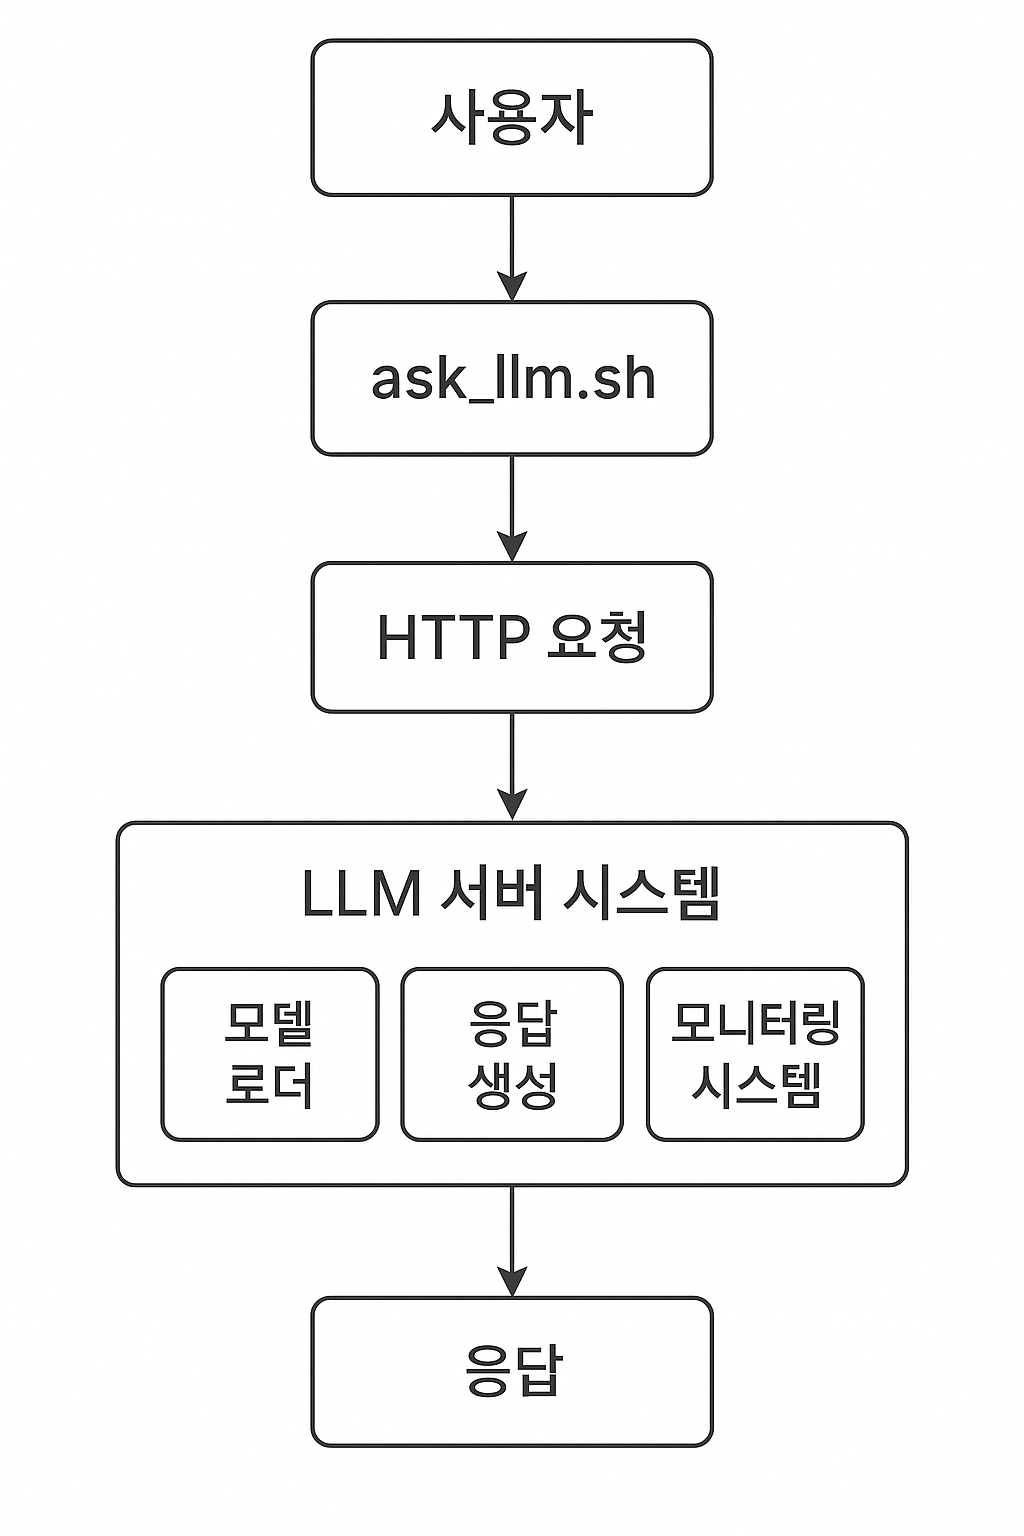 사용자
ask_llm.sh
HTTP 요청
LLM 서버 시스템
모델
로더
응답
생성
모니터링
시스템
응답